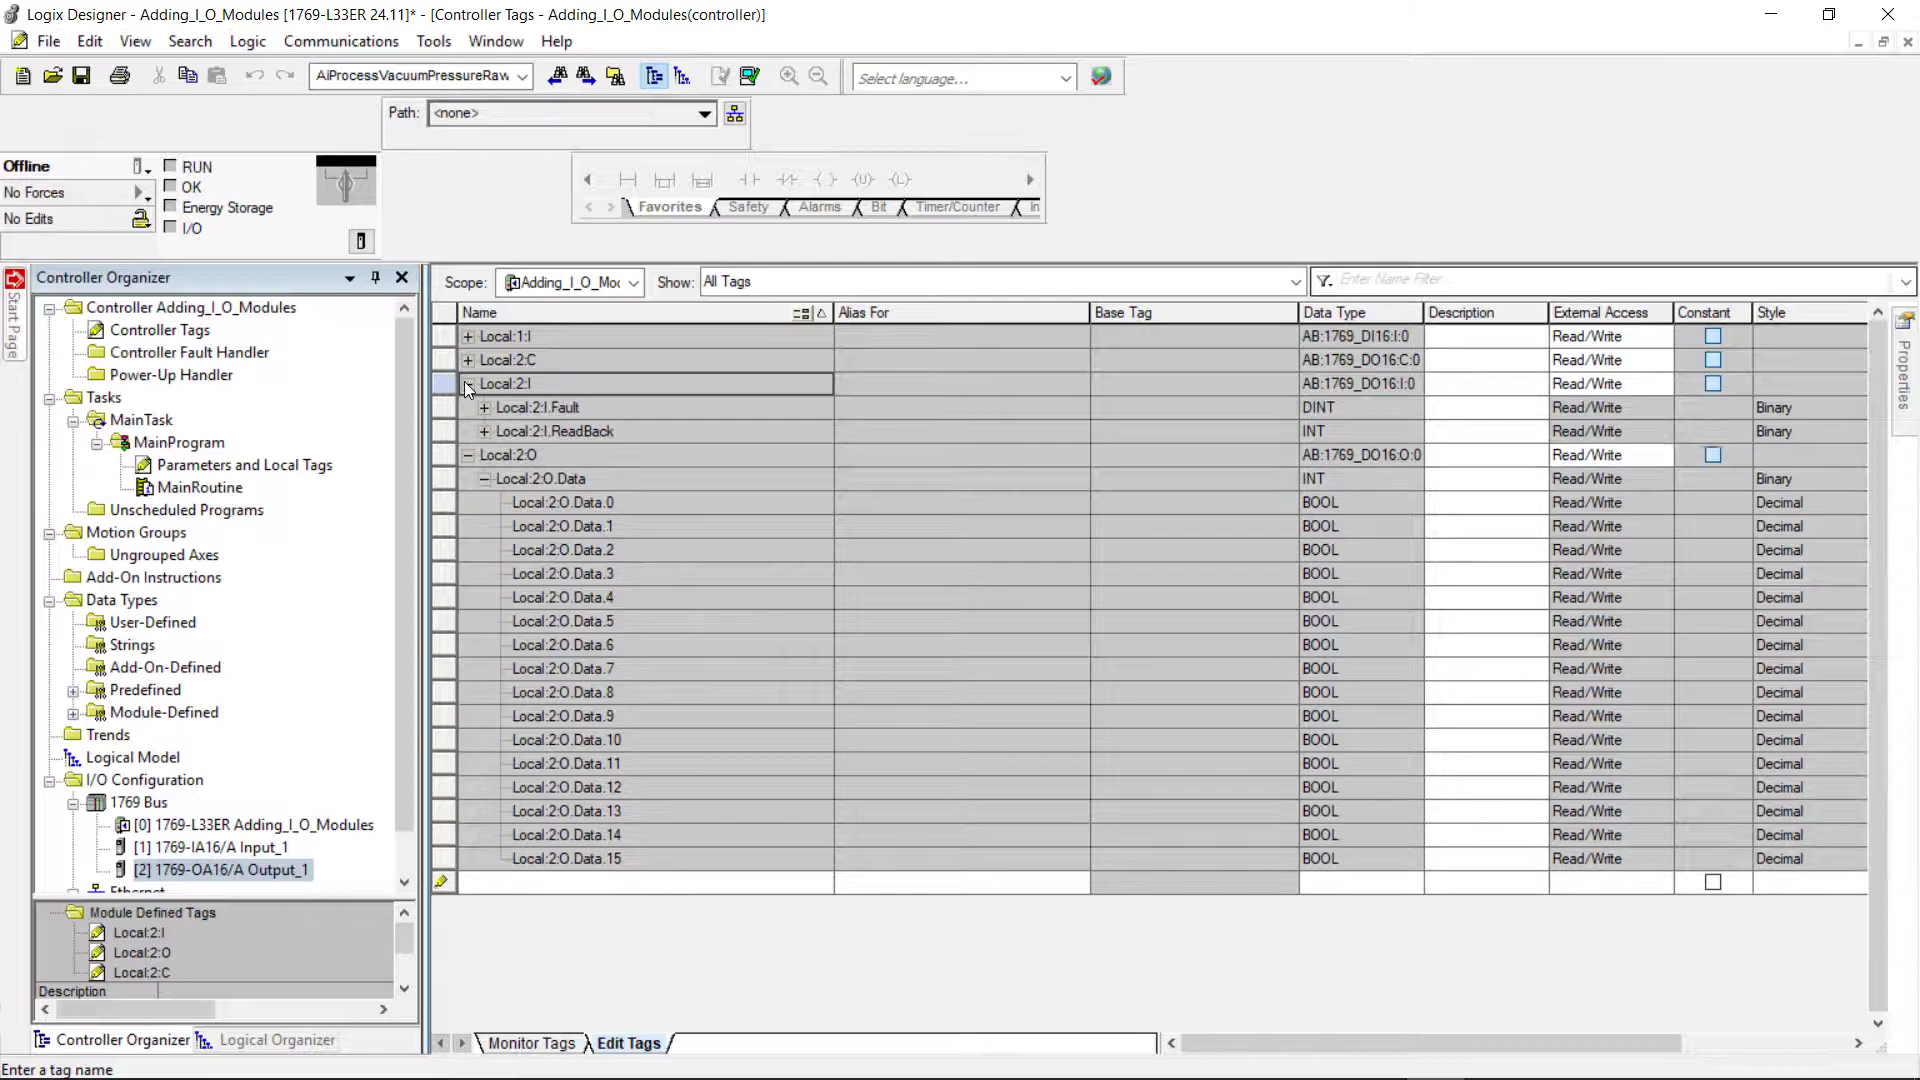 Logix Designer - Adding_I_O_Modules [1769-L33ER 24.11]* - [Controller Tags - Adding_I_O_Modules(controller)]
File Edit View Search Logic Communications Tools Window Help
AiProcessVacuumPressureRaw Select language...
Path: <none>
Offline RUN
No Forces OK
Energy Storage
No Edits I/O
Favorites Safety Alarms Bit Timer/Counter In
Start Page
Controller Organizer
Controller Adding_I_O_Modules
Controller Tags
Controller Fault Handler
Power-Up Handler
Tasks
MainTask
MainProgram
Parameters and Local Tags
MainRoutine
Unscheduled Programs
Motion Groups
Ungrouped Axes
Add-On Instructions
Data Types
User-Defined
Strings
Add-On-Defined
Predefined
Module-Defined
Trends
Logical Model
I/O Configuration
1769 Bus
[0] 1769-L33ER Adding_I_O_Modules
[1] 1769-IA16/A Input_1
[2] 1769-OA16/A Output_1
Ethernet
Module Defined Tags
Local:2:I
Local:2:O
Local:2:C
Description
Controller Organizer Logical Organizer
Scope: Adding_I_O_Moc Show: All Tags Enter Name Filter...
Name Alias For Base Tag Data Type Description External Access Constant Style
Local:1:I AB:1769_DI16:I:0 Read/Write
Local:2:C AB:1769_DO16:C:0 Read/Write
Local:2:I AB:1769_DO16:I:0 Read/Write
Local:2:I.Fault DINT Read/Write Binary
Local:2:I.ReadBack INT Read/Write Binary
Local:2:O AB:1769_DO16:O:0 Read/Write
Local:2:O.Data INT Read/Write Binary
Local:2:O.Data.0 BOOL Read/Write Decimal
Local:2:O.Data.1 BOOL Read/Write Decimal
Local:2:O.Data.2 BOOL Read/Write Decimal
Local:2:O.Data.3 BOOL Read/Write Decimal
Local:2:O.Data.4 BOOL Read/Write Decimal
Local:2:O.Data.5 BOOL Read/Write Decimal
Local:2:O.Data.6 BOOL Read/Write Decimal
Local:2:O.Data.7 BOOL Read/Write Decimal
Local:2:O.Data.8 BOOL Read/Write Decimal
Local:2:O.Data.9 BOOL Read/Write Decimal
Local:2:O.Data.10 BOOL Read/Write Decimal
Local:2:O.Data.11 BOOL Read/Write Decimal
Local:2:O.Data.12 BOOL Read/Write Decimal
Local:2:O.Data.13 BOOL Read/Write Decimal
Local:2:O.Data.14 BOOL Read/Write Decimal
Local:2:O.Data.15 BOOL Read/Write Decimal
Monitor Tags Edit Tags
Properties
Enter a tag name